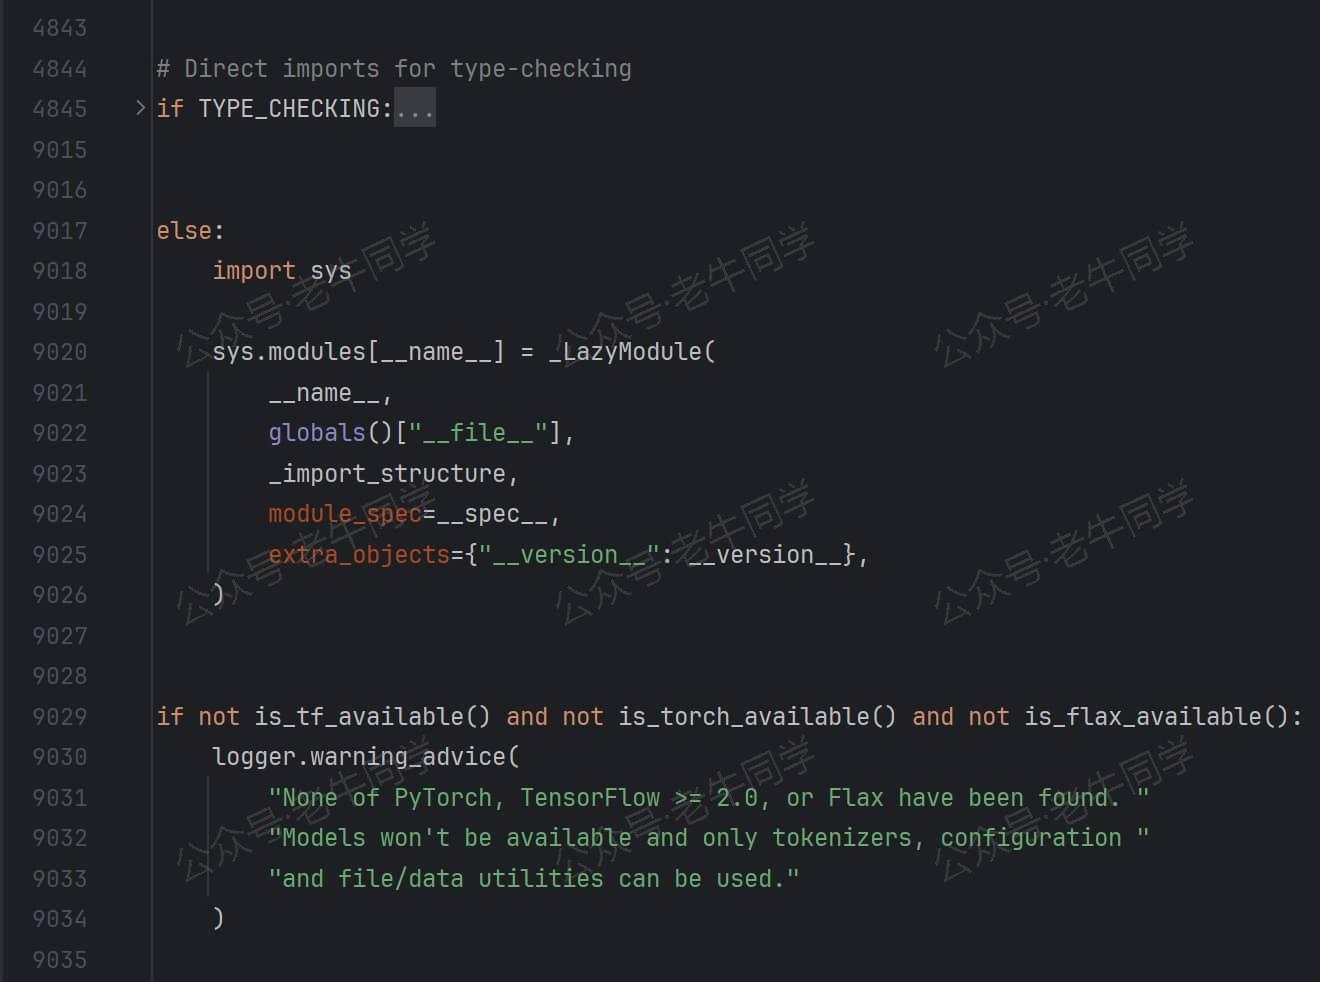 4843
4844 # Direct imports for type-checking
4845 if TYPE_CHECKING:...
9015
9016
9017 else:
9018     import sys
9019
9020     sys.modules[__name__] = _LazyModule(
9021         __name__,
9022         globals()["__file__"],
9023         _import_structure,
9024         module_spec=__spec__,
9025         extra_objects={"__version__": __version__},
9026     )
9027
9028
9029 if not is_tf_available() and not is_torch_available() and not is_flax_available():
9030     logger.warning_advice(
9031         "None of PyTorch, TensorFlow >= 2.0, or Flax have been found. "
9032         "Models won't be available and only tokenizers, configuration "
9033         "and file/data utilities can be used."
9034     )
9035
公众号·老牛同学
公众号·老牛同学
公众号·老牛同学
公众号·老牛同学
公众号·老牛同学
公众号·老牛同学
公众号·老牛同学
公众号·老牛同学
公众号·老牛同学